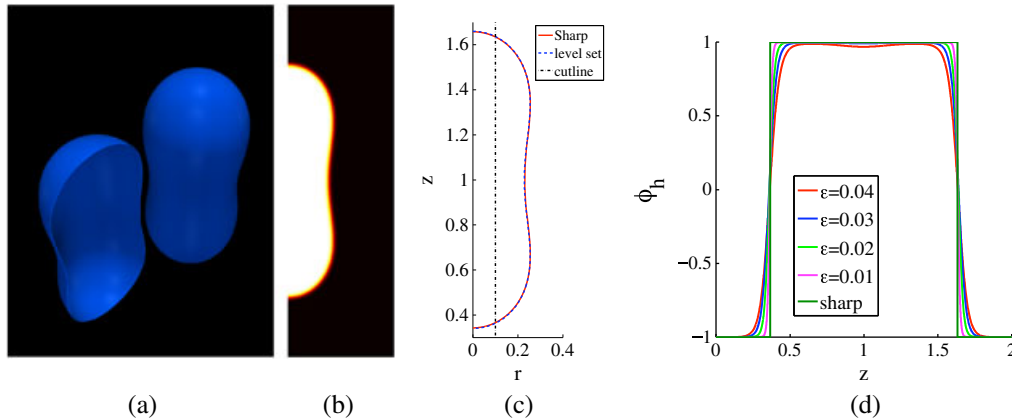 1.6
1.4
1.2
1
0.8
0.6
0.4
z
0 0.2 0.4
r
Sharp
level set
cutline
1
0.5
0
−0.5
−1
ϕh
0 0.5 1 1.5 2
z
ε=0.04
ε=0.03
ε=0.02
ε=0.01
sharp
(a) (b) (c) (d)